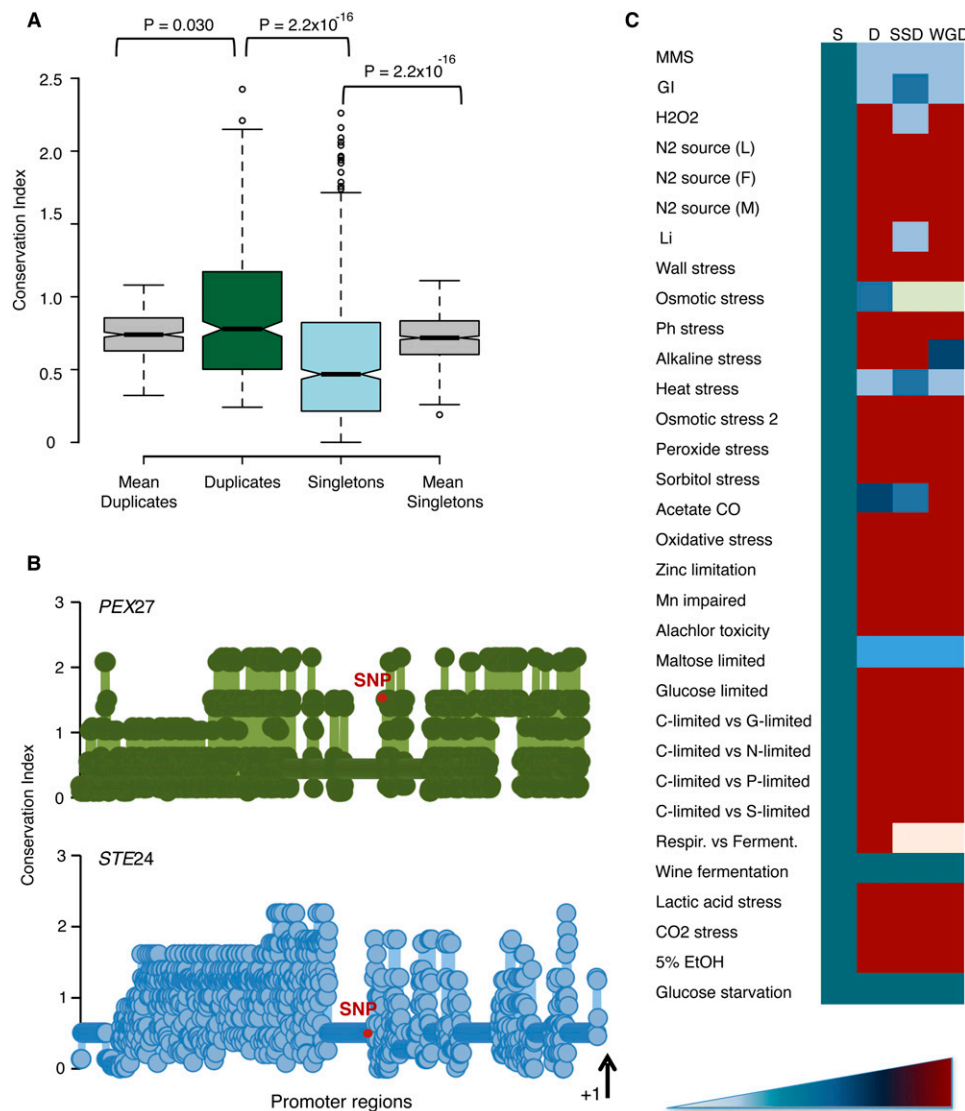 A
P = 0.030
P = 2.2x10-16
P = 2.2x10-16
Conservation Index
2.5
2.0
1.5
1.0
0.5
0
Mean Duplicates
Duplicates
Singletons
Mean Singletons
B
Conservation Index
3
PEX27
2
SNP
1
0
3
STE24
2
1
SNP
0
+1
Promoter regions
C
S D SSD WGD
MMS
GI
H2O2
N2 source (L)
N2 source (F)
N2 source (M)
Li
Wall stress
Osmotic stress
Ph stress
Alkaline stress
Heat stress
Osmotic stress 2
Peroxide stress
Sorbitol stress
Acetate CO
Oxidative stress
Zinc limitation
Mn impaired
Alachlor toxicity
Maltose limited
Glucose limited
C-limited vs G-limited
C-limited vs N-limited
C-limited vs P-limited
C-limited vs S-limited
Respir. vs Ferment.
Wine fermentation
Lactic acid stress
CO2 stress
5% EtOH
Glucose starvation